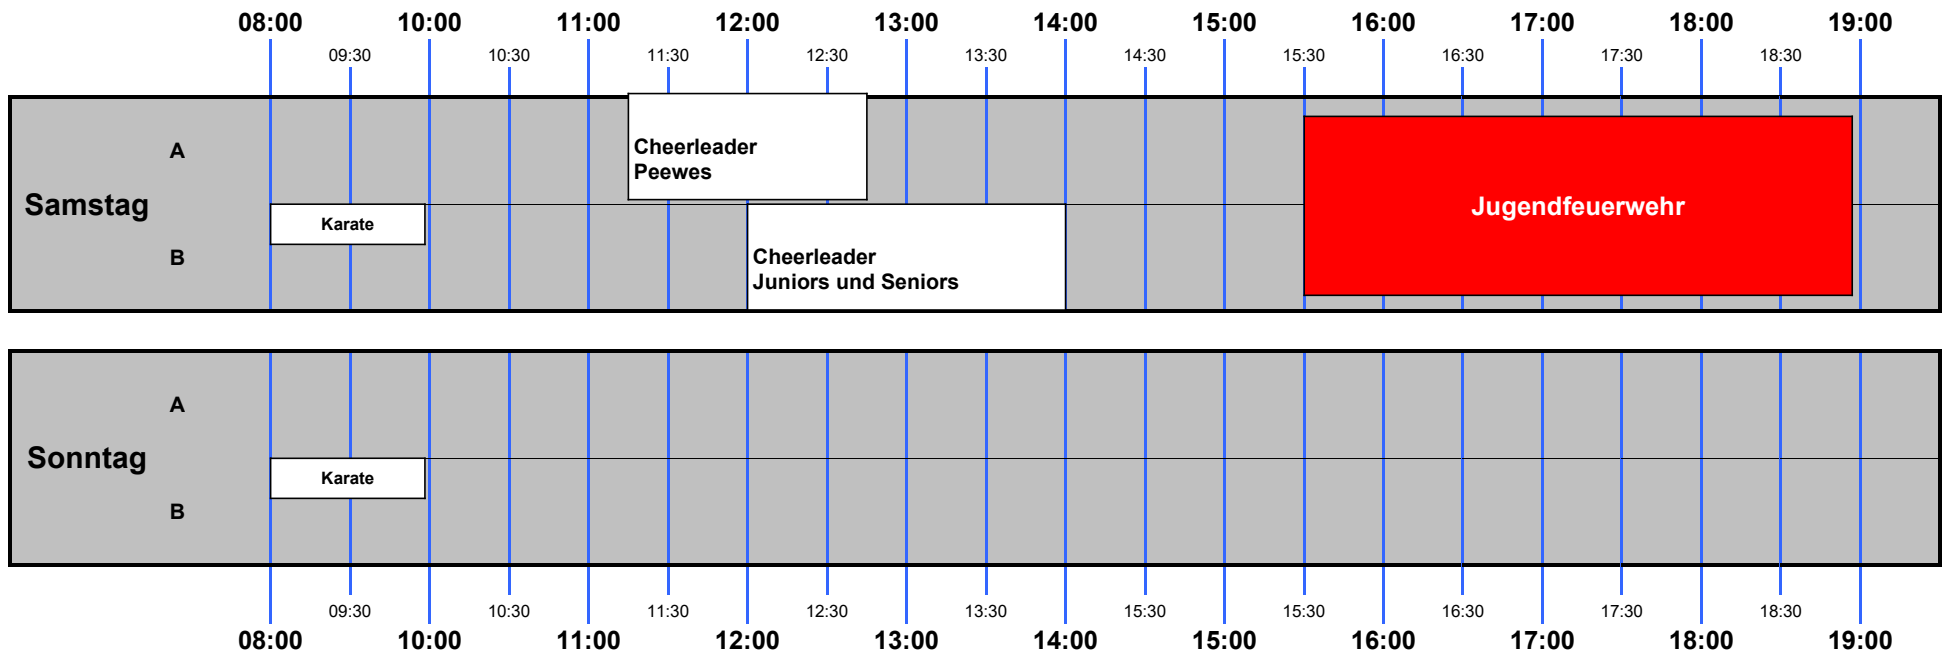 08:00 10:00 11:00 12:00 13:00 14:00 15:00 16:00 17:00 18:00 19:00
09:30 10:30 11:30 12:30 13:30 14:30 15:30 16:30 17:30 18:30
A
Cheerleader
Peewes
Samstag
Jugendfeuerwehr
Karate
B
Cheerleader
Juniors und Seniors
A
Sonntag
Karate
B
09:30 10:30 11:30 12:30 13:30 15:30 15:30 16:30 17:30 18:30
08:00 10:00 11:00 12:00 13:00 14:00 15:00 16:00 17:00 18:00 19:00